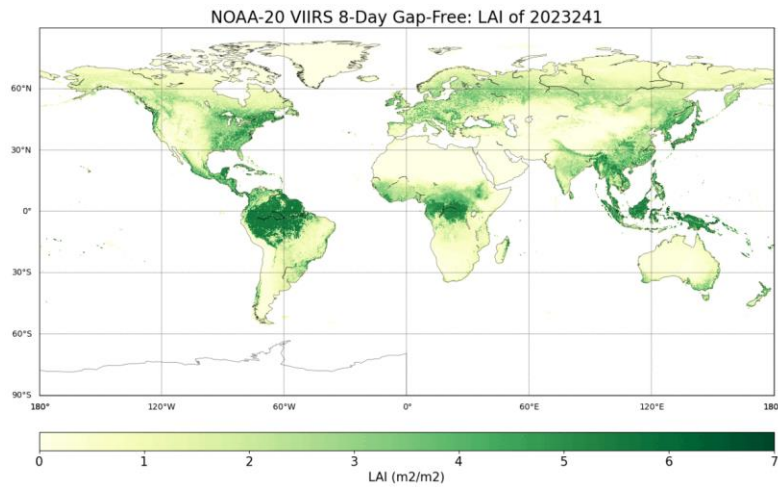 NOAA-20 VIIRS 8-Day Gap-Free: LAI of 2023241
60°N
30°N
0°
30°S
60°S
90°S
180° 120°W 60°W 0° 60°E 120°E 180°
0 1 2 3 4 5 6 7
LAI (m2/m2)